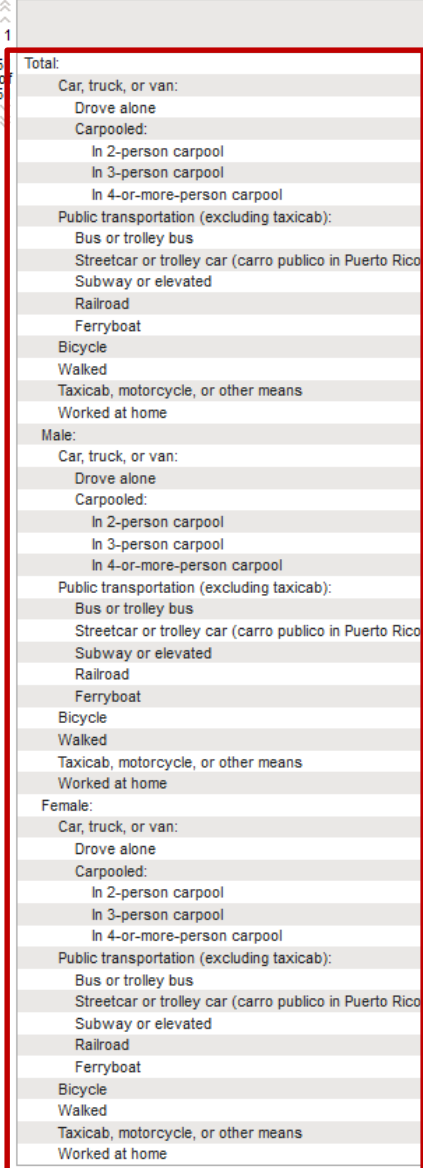 1
5
of
5
Total:
Car, truck, or van:
Drove alone
Carpooled:
In 2-person carpool
In 3-person carpool
In 4-or-more-person carpool
Public transportation (excluding taxicab):
Bus or trolley bus
Streetcar or trolley car (carro publico in Puerto Rico
Subway or elevated
Railroad
Ferryboat
Bicycle
Walked
Taxicab, motorcycle, or other means
Worked at home
Male:
Car, truck, or van:
Drove alone
Carpooled:
In 2-person carpool
In 3-person carpool
In 4-or-more-person carpool
Public transportation (excluding taxicab):
Bus or trolley bus
Streetcar or trolley car (carro publico in Puerto Rico
Subway or elevated
Railroad
Ferryboat
Bicycle
Walked
Taxicab, motorcycle, or other means
Worked at home
Female:
Car, truck, or van:
Drove alone
Carpooled:
In 2-person carpool
In 3-person carpool
In 4-or-more-person carpool
Public transportation (excluding taxicab):
Bus or trolley bus
Streetcar or trolley car (carro publico in Puerto Rico
Subway or elevated
Railroad
Ferryboat
Bicycle
Walked
Taxicab, motorcycle, or other means
Worked at home